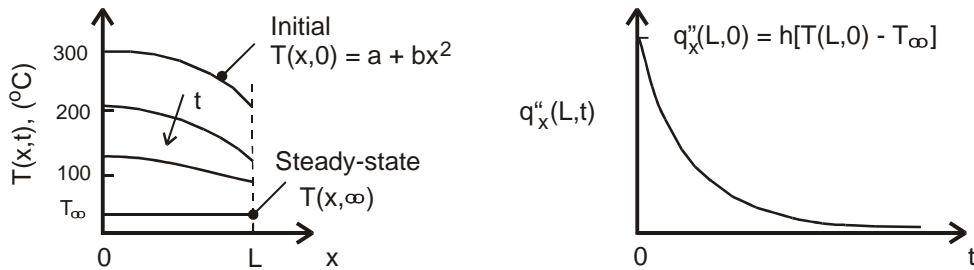 T(x,t), (°C)
300
200
100
T∞
0
L
x
t
Initial
T(x,0) = a + bx²
Steady-state
T(x,∞)
q"x(L,t)
q"x(L,0) = h[T(L,0) - T∞]
0
t